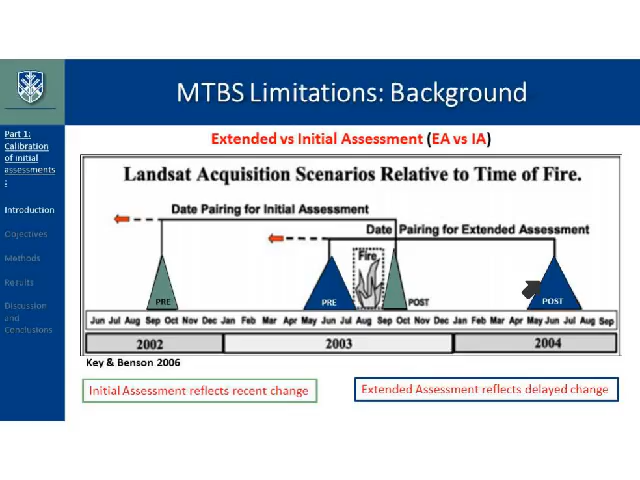 MTBS Limitations: Background
Part 1:
Calibration
of initial
assessments
:
Introduction
Objectives
Methods
Results
Discussion
and
Conclusions
Extended vs Initial Assessment (EA vs IA)
Landsat Acquisition Scenarios Relative to Time of Fire.
Date Pairing for Initial Assessment
Date Pairing for Extended Assessment
Fire
PRE
PRE
POST
POST
Jun Jul Aug Sep Oct Nov Dec Jan Feb Mar Apr May Jun Jul Aug Sep Oct Nov Dec Jan Feb Mar Apr May Jun Jul Aug Sep
2002 2003 2004
Key & Benson 2006
Initial Assessment reflects recent change
Extended Assessment reflects delayed change